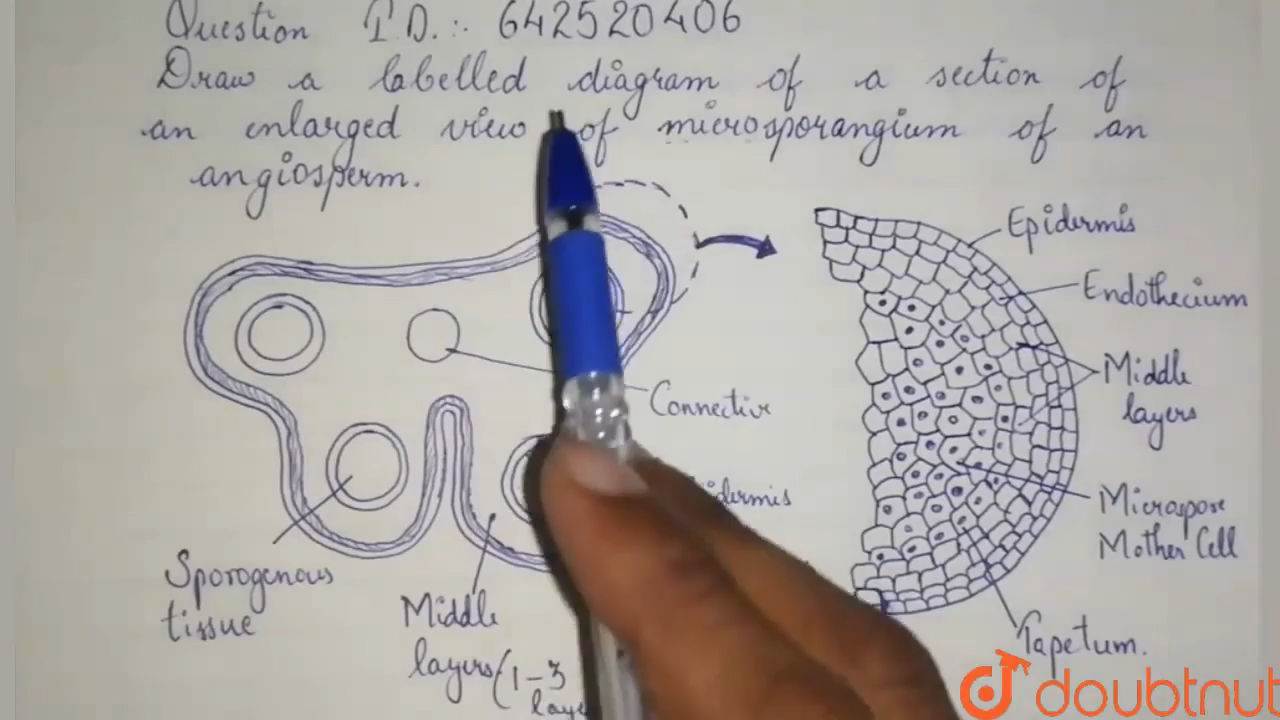 Question I.D.:- 642520406
Draw a labelled diagram of a section of
an enlarged view of microsporangium of an
angiosperm.
Epidermis
Endothecium
Middle
layers
Connective
Microspore
Mother Cell
Sporogenous
tissue
Middle
layers (1-3
Tapetum.
doubtnut